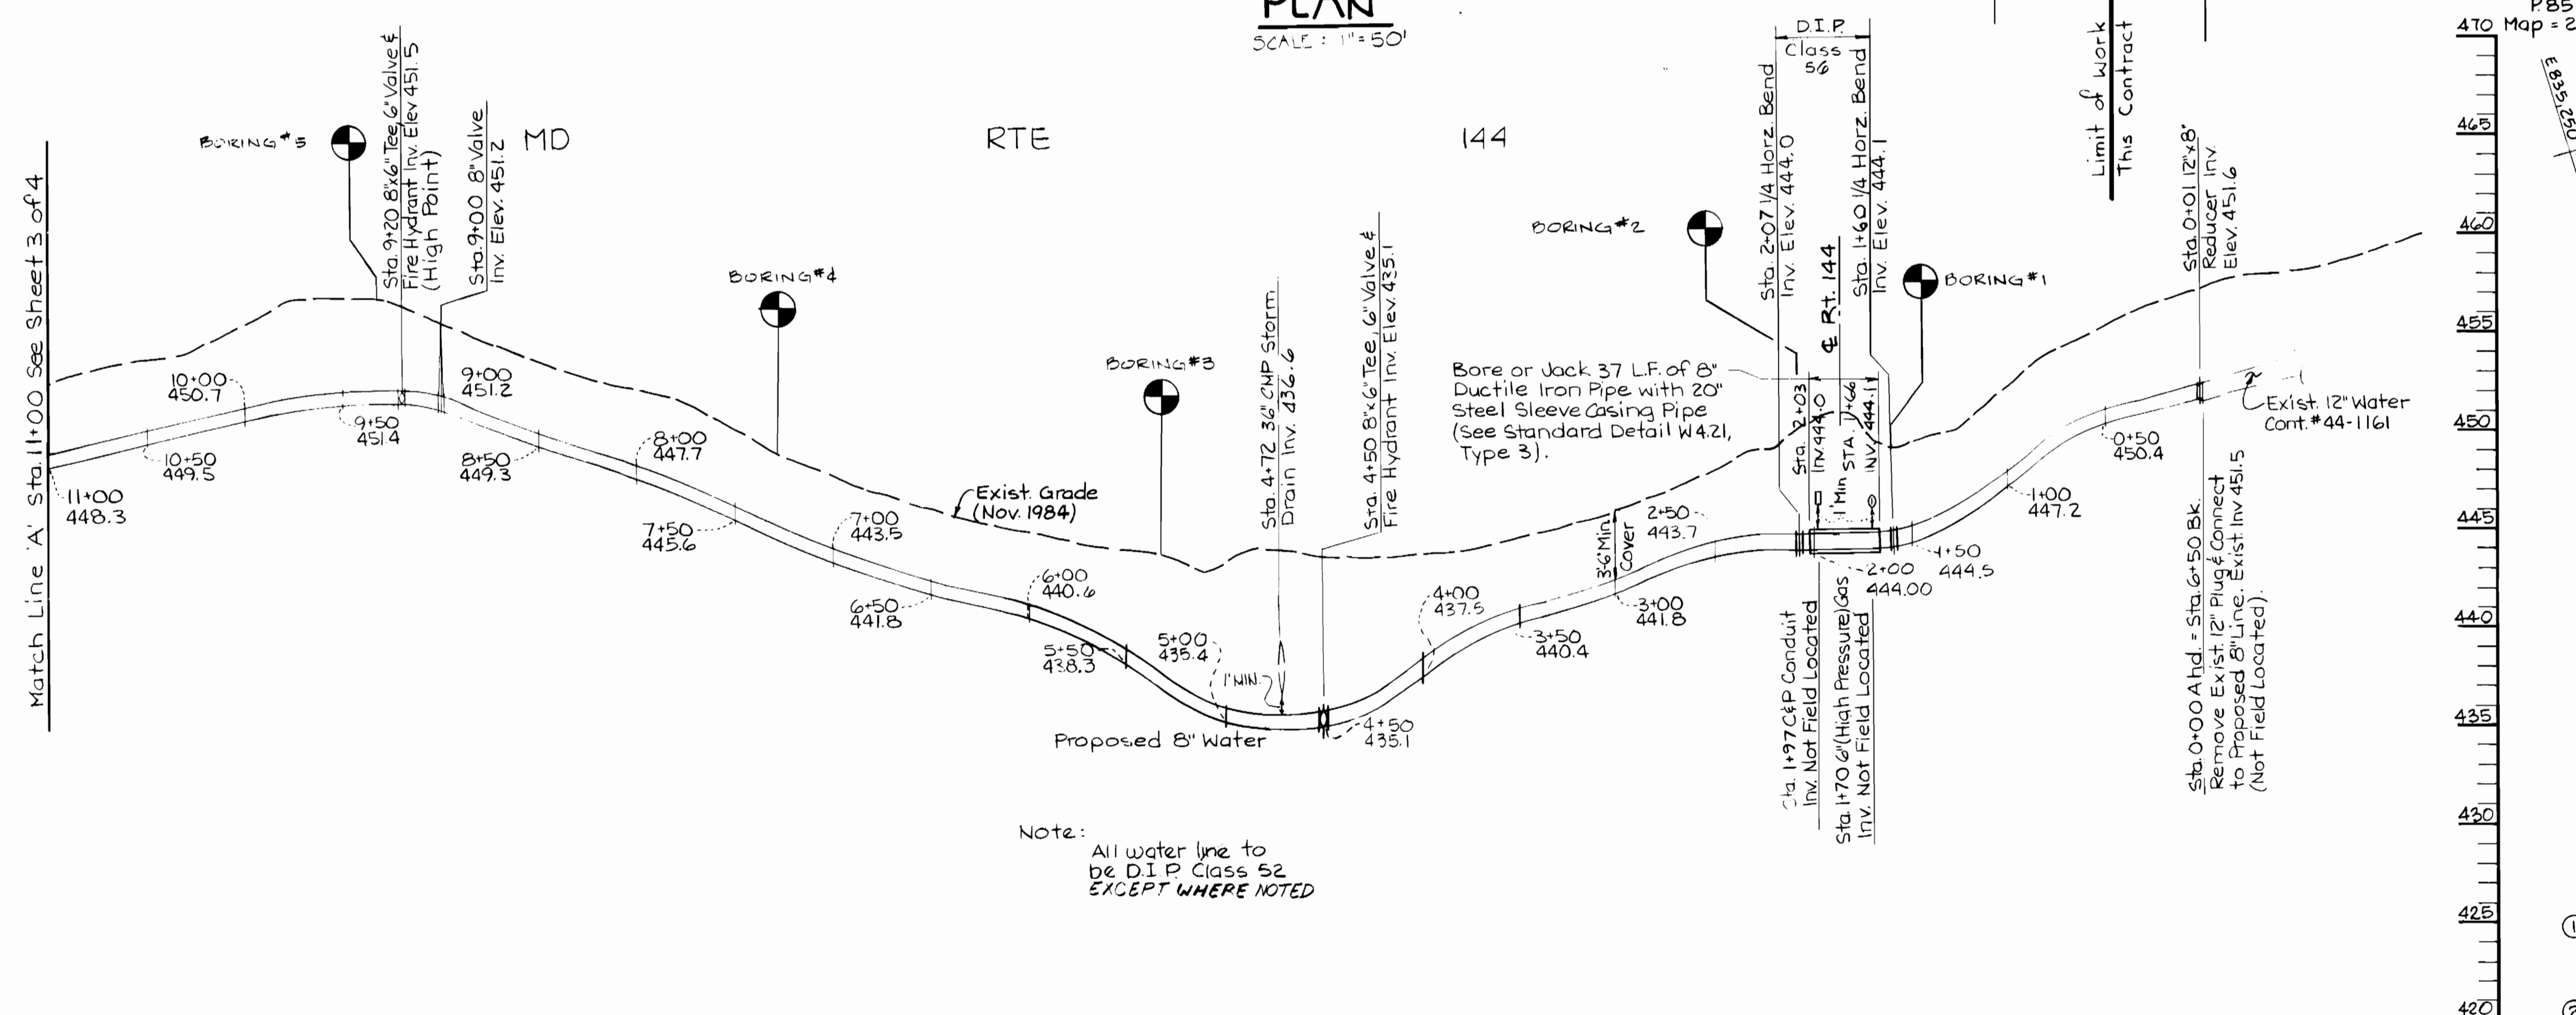 PLAN
SCALE : 1"=50'
Match Line 'A' Sta. 11+00 See Sheet 3 of 4
BORING #5
Sta. 9+20 8"x6" Tee, 6" Valve &
Fire Hydrant Inv. Elev 451.5
(High Point)
Sta. 9+00 8" Valve
Inv. Elev. 451.2
MD
RTE
144
BORING #4
BORING #3
Sta. 4+72 36" CMP Storm
Drain Inv. 436.6
Sta. 4+50 8"x6" Tee, 6" Valve &
Fire Hydrant Inv. Elev. 435.1
BORING #2
D.I.P.
Class
56
Sta. 2+07 1/4 Horz. Bend
Inv. Elev. 444.0
℄ Rt. 144
Sta. 1+60 1/4 Horz. Bend
Inv. Elev. 444.1
BORING #1
Limit of Work
This Contract
Sta. 0+01 12"x8"
Reducer Inv.
Elev. 451.6
Bore or Jack 37 L.F. of 8"
Ductile Iron Pipe with 20"
Steel Sleeve Casing Pipe
(See Standard Detail W4.21,
Type 3).
Sta. 2+03
Inv. 444.0
1' Min
STA. 1+66
INV. 444.1
Exist. 12" Water
Cont. #44-1161
11+00
448.3
10+50
449.5
10+00
450.7
9+50
451.4
9+00
451.2
8+50
449.3
8+00
447.7
7+50
445.6
7+00
443.5
6+50
441.8
6+00
440.6
5+50
438.3
5+00
435.4
1' MIN.
4+50
435.1
4+00
437.5
3+50
440.4
3+00
441.8
2+50
443.7
2+00
444.00
1+50
444.5
1+00
447.2
0+50
450.4
Exist. Grade
(Nov. 1984)
3'-6" Min.
Cover
Proposed 8" Water
Sta. 1+97 C&P Conduit
Inv. Not Field Located
Sta. 1+70 6" (High Pressure) Gas
Inv. Not Field Located
Sta. 0+00 Ahd. = Sta. 6+50 Bk.
Remove Exist. 12" Plug & Connect
to Proposed 8" Line. Exist. Inv 451.5
(Not Field Located).
Note:
All water line to
be D.I.P. Class 52
EXCEPT WHERE NOTED
470
465
460
455
450
445
440
435
430
425
420
P.85
Map = 2
E 835,250